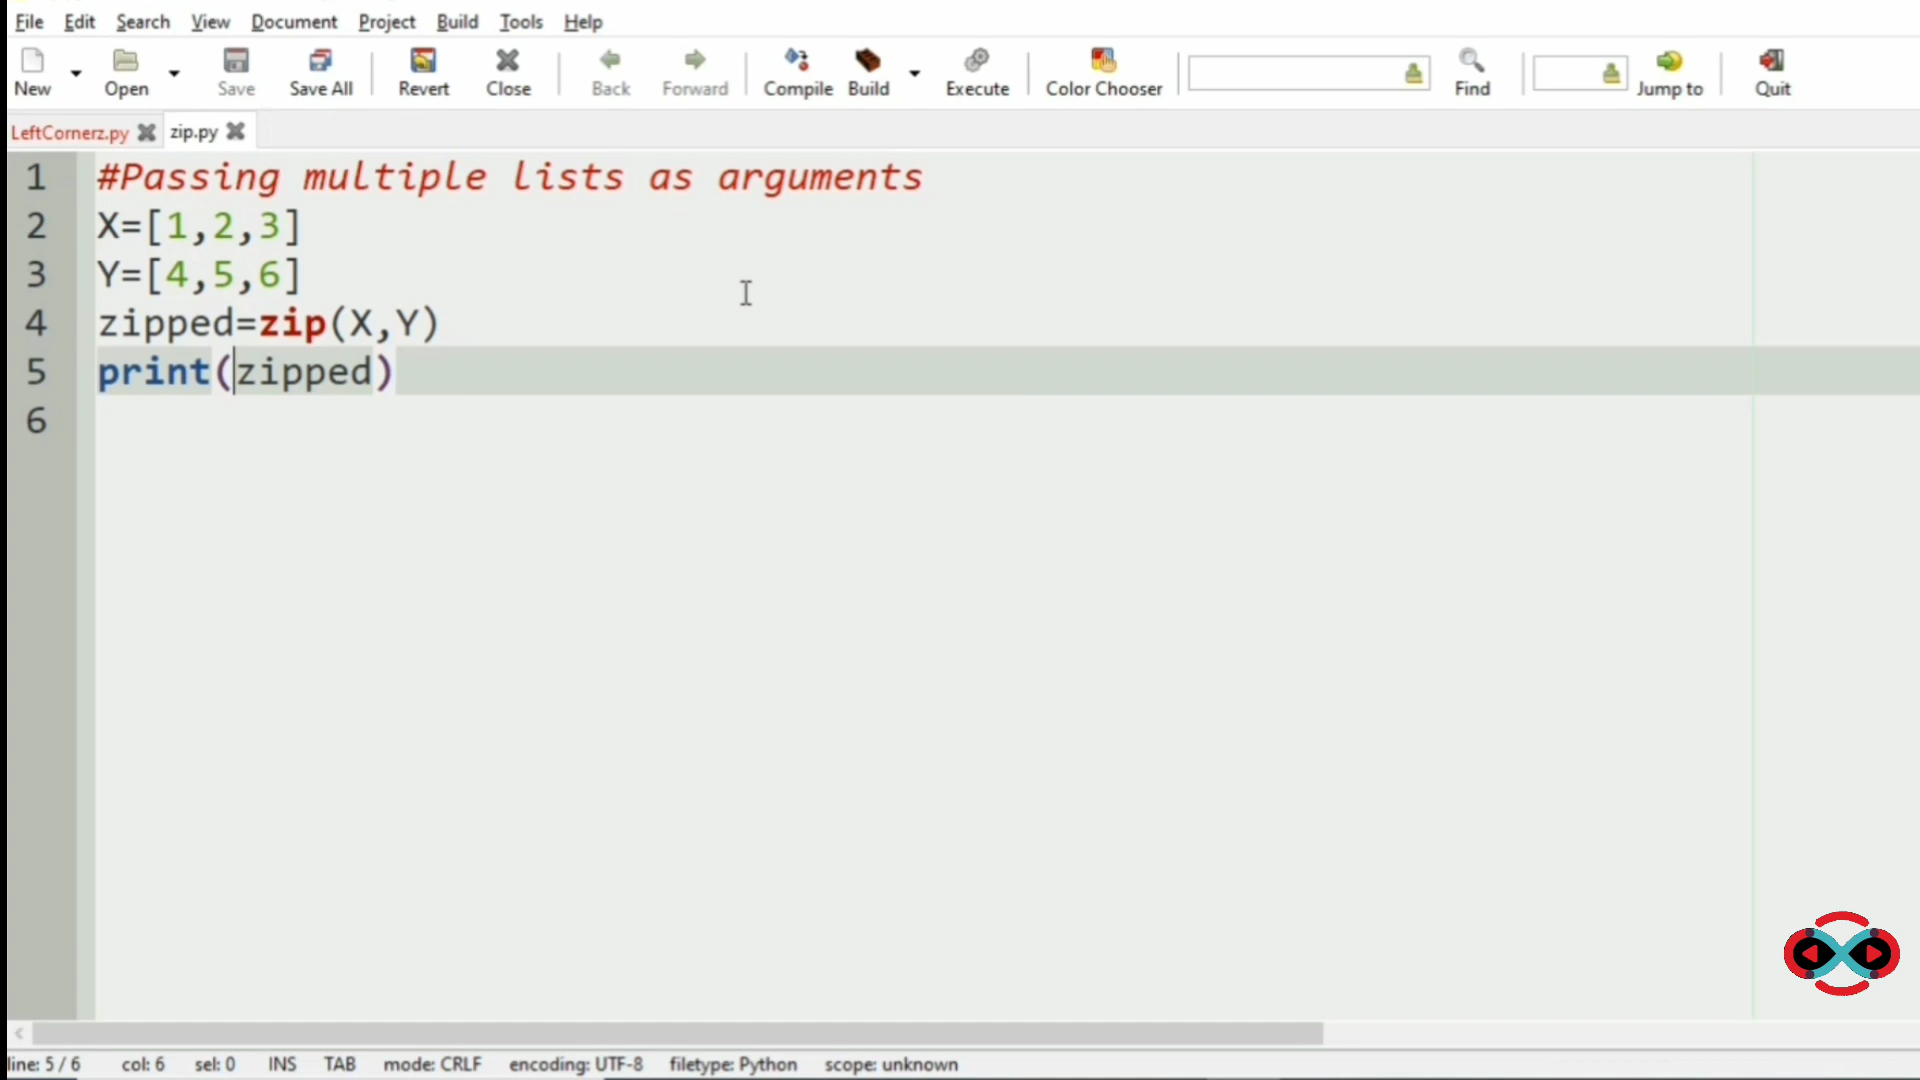 File Edit Search View Document Project Build Tools Help
New Open Save Save All Revert Close Back Forward Compile Build Execute Color Chooser Find Jump to Quit
LeftCornerz.py zip.py
1 #Passing multiple lists as arguments
2 X=[1,2,3]
3 Y=[4,5,6]
4 zipped=zip(X,Y)
5 print(zipped)
6
line: 5 / 6 col: 6 sel: 0 INS TAB mode: CRLF encoding: UTF-8 filetype: Python scope: unknown